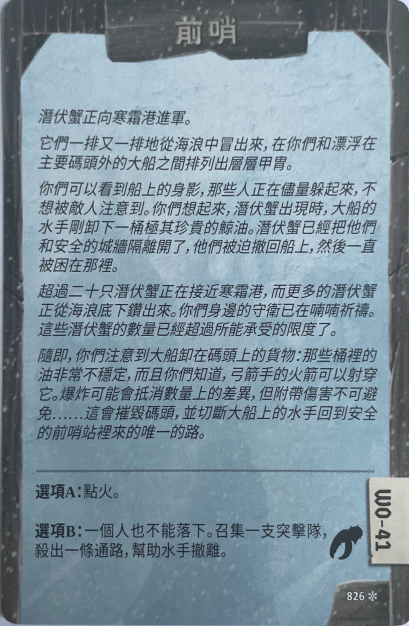 前哨
潛伏蟹正向寒霜港進軍。
它們一排又一排地從海浪中冒出來，在你們和漂浮在
主要碼頭外的大船之間排列出層層甲冑。
你們可以看到船上的身影，那些人正在儘量躲起來，不
想被敵人注意到。你們想起來，潛伏蟹出現時，大船的
水手剛卸下一桶極其珍貴的鯨油。潛伏蟹已經把他們
和安全的城牆隔離開了，他們被迫撤回船上，然後一直
被困在那裡。
超過二十只潛伏蟹正在接近寒霜港，而更多的潛伏蟹
正從海浪底下鑽出來。你們身邊的守衛已在喃喃祈禱。
這些潛伏蟹的數量已經超過所能承受的限度了。
隨即，你們注意到大船卸在碼頭上的貨物：那些桶裡的
油非常不穩定，而且你們知道，弓箭手的火箭可以射穿
它。爆炸可能會抵消數量上的差異，但附帶傷害不可避
免……這會摧毀碼頭，並切斷大船上的水手回到安全
的前哨站裡來的唯一的路。
選項A：點火。
選項B：一個人也不能落下。召集一支突擊隊，
殺出一條通路，幫助水手撤離。
WO-41
826